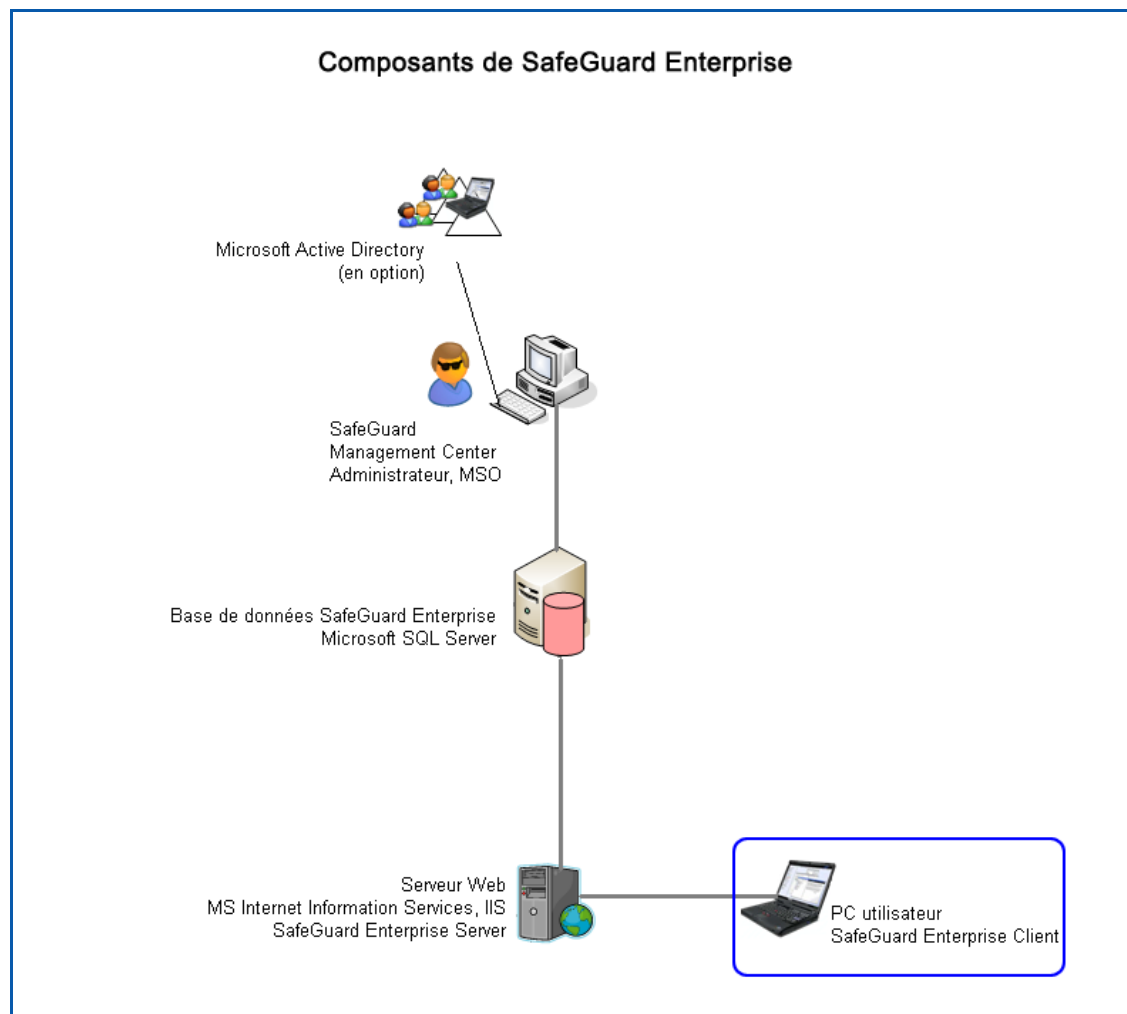 Composants de SafeGuard Enterprise
Microsoft Active Directory
(en option)
SafeGuard
Management Center
Administrateur, MSO
Base de données SafeGuard Enterprise
Microsoft SQL Server
Serveur Web
MS Internet Information Services, IIS
SafeGuard Enterprise Server
PC utilisateur
SafeGuard Enterprise Client